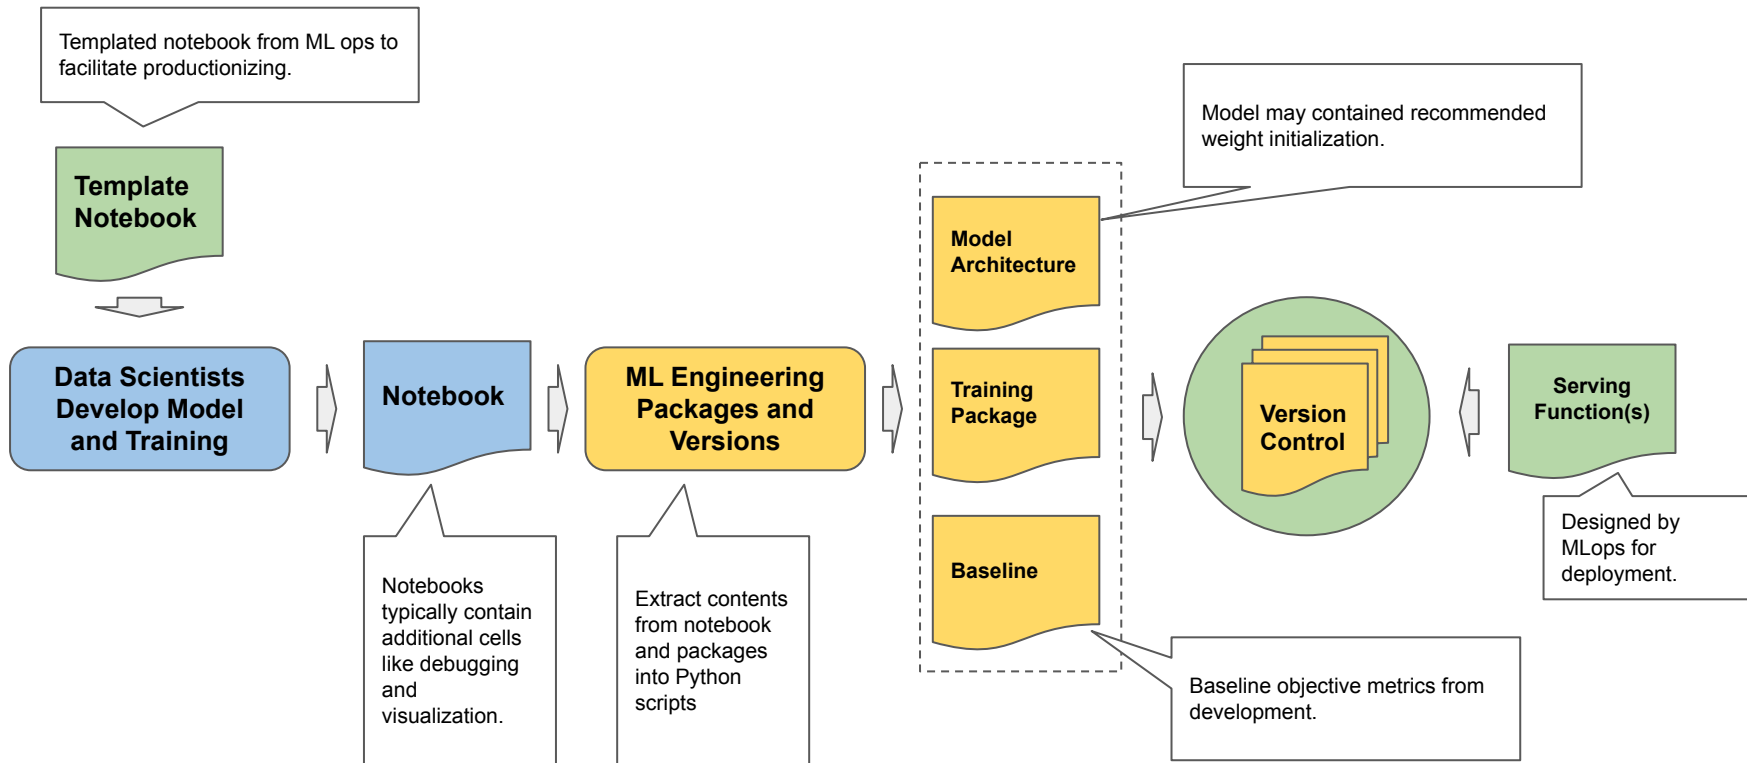 Templated notebook from ML ops to
facilitate productionizing.
Template
Notebook
Data Scientists
Develop Model
and Training
Notebook
Notebooks
typically contain
additional cells
like debugging
and
visualization.
ML Engineering
Packages and
Versions
Extract contents
from notebook
and packages
into Python
scripts
Model may contained recommended
weight initialization.
Model
Architecture
Training
Package
Baseline
Baseline objective metrics from
development.
Version
Control
Serving
Function(s)
Designed by
MLops for
deployment.